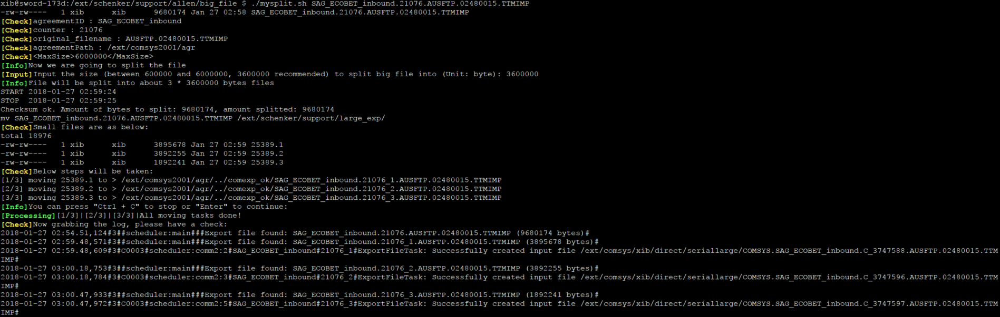 xib@sword-173d:/ext/schenker/support/allen/big_file $ ./mysplit.sh SAG_ECOBET_inbound.21076.AUSFTP.02480015.TTMIMP
-rw-rw----   1 xib      xib      9680174 Jan 27 02:58 SAG_ECOBET_inbound.21076.AUSFTP.02480015.TTMIMP
[Check]agreementID : SAG_ECOBET_inbound
[Check]counter : 21076
[Check]original_filename : AUSFTP.02480015.TTMIMP
[Check]agreementPath : /ext/comsys2001/agr
[Check]<MaxSize>6000000</MaxSize>
[Info]Now we are going to split the file
[Input]Input the size (between 600000 and 6000000, 3600000 recommended) to split big file into (Unit: byte): 3600000
[Info]File will be split into about 3 * 3600000 bytes files
START 2018-01-27 02:59:24
STOP  2018-01-27 02:59:25
Checksum ok. Amount of bytes to split: 9680174, amount splitted: 9680174
mv SAG_ECOBET_inbound.21076.AUSFTP.02480015.TTMIMP /ext/schenker/support/large_exp/
[Check]Small files are as below:
total 18976
-rw-rw----   1 xib      xib      3895678 Jan 27 02:59 25389.1
-rw-rw----   1 xib      xib      3892255 Jan 27 02:59 25389.2
-rw-rw----   1 xib      xib      1892241 Jan 27 02:59 25389.3
[Check]Below steps will be taken:
[1/3] moving 25389.1 to > /ext/comsys2001/agr/../comexp_ok/SAG_ECOBET_inbound.21076_1.AUSFTP.02480015.TTMIMP
[2/3] moving 25389.2 to > /ext/comsys2001/agr/../comexp_ok/SAG_ECOBET_inbound.21076_2.AUSFTP.02480015.TTMIMP
[3/3] moving 25389.3 to > /ext/comsys2001/agr/../comexp_ok/SAG_ECOBET_inbound.21076_3.AUSFTP.02480015.TTMIMP
[Info]You can press "Ctrl + C" to stop or "Enter" to continue:
[Processing][1/3]|[2/3]|[3/3]|All moving tasks done!
[Check]Now grabbing the log, please have a check:
2018-01-27 02:54.51,124#3##scheduler:main###Export file found: SAG_ECOBET_inbound.21076.AUSFTP.02480015.TTMIMP (9680174 bytes)#
2018-01-27 02:59.48,571#3##scheduler:main###Export file found: SAG_ECOBET_inbound.21076_1.AUSFTP.02480015.TTMIMP (3895678 bytes)#
2018-01-27 02:59.48,609#3#C0003#scheduler:comm2:2#SAG_ECOBET_inbound#21076_1#ExportFileTask: Successfully created input file /ext/comsys/xib/direct/seriallarge/COMSYS.SAG_ECOBET_inbound.C_3747588.AUSFTP.02480015.TTM
IMP#
2018-01-27 03:00.18,753#3##scheduler:main###Export file found: SAG_ECOBET_inbound.21076_2.AUSFTP.02480015.TTMIMP (3892255 bytes)#
2018-01-27 03:00.18,784#3#C0003#scheduler:comm2:3#SAG_ECOBET_inbound#21076_2#ExportFileTask: Successfully created input file /ext/comsys/xib/direct/seriallarge/COMSYS.SAG_ECOBET_inbound.C_3747596.AUSFTP.02480015.TTM
IMP#
2018-01-27 03:00.47,933#3##scheduler:main###Export file found: SAG_ECOBET_inbound.21076_3.AUSFTP.02480015.TTMIMP (1892241 bytes)#
2018-01-27 03:00.47,972#3#C0003#scheduler:comm2:5#SAG_ECOBET_inbound#21076_3#ExportFileTask: Successfully created input file /ext/comsys/xib/direct/seriallarge/COMSYS.SAG_ECOBET_inbound.C_3747597.AUSFTP.02480015.TTM
IMP#